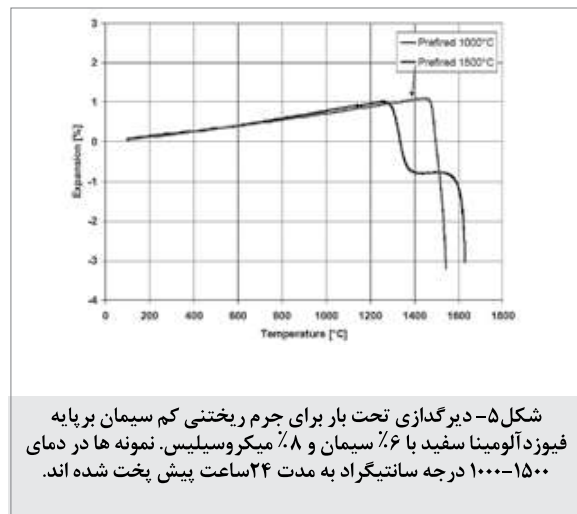 3
2
1
0
-1
-2
-3
-4
Expansion [%]
Prefired 1000°C
Prefired 1500°C
0 200 400 600 800 1000 1200 1400 1600 1800
Temperature [°C]
شکل۵- دیرگدازی تحت بار برای جرم ریختنی کم سیمان برپایه
فیوزدآلومینا سفید با ۶٪ سیمان و ۸٪ میکروسیلیس. نمونه ها در دمای
۱۵۰۰-۱۰۰۰ درجه سانتیگراد به مدت ۲۴ساعت پیش پخت شده اند.